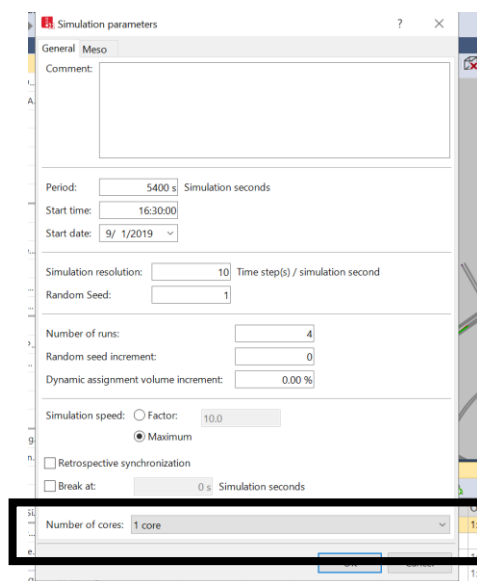 Simulation parameters ? ×
General Meso
Comment:
Period: 5400 s Simulation seconds
Start time: 16:30:00
Start date: 9/ 1/2019
Simulation resolution: 10 Time step(s) / simulation second
Random Seed: 1
Number of runs: 4
Random seed increment: 0
Dynamic assignment volume increment: 0.00 %
Simulation speed: Factor: 10.0
Maximum
Retrospective synchronization
Break at: 0 s Simulation seconds
Number of cores: 1 core